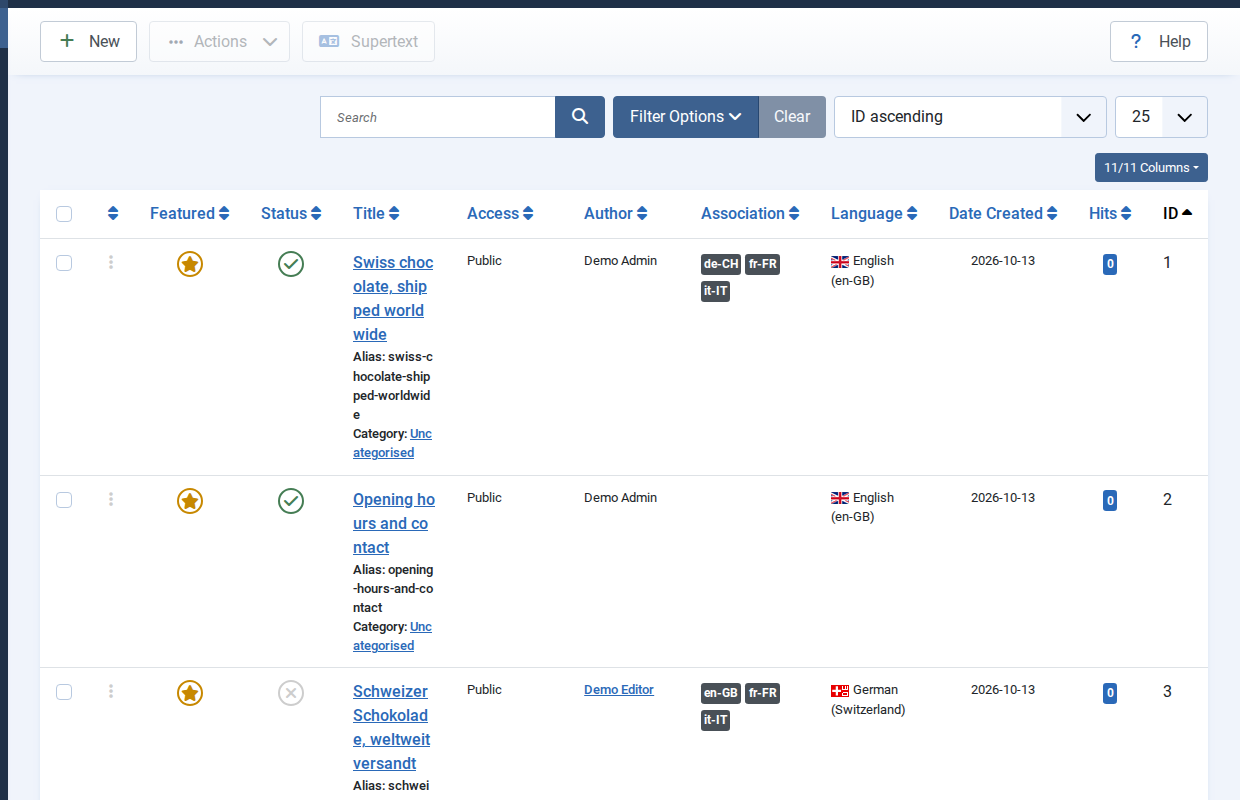 New
Actions
Supertext
? Help
Search
Filter Options
Clear
ID ascending
25
11/11 Columns
Featured Status Title Access Author Association Language Date Created Hits ID
Swiss choc
olate, ship
ped world
wide
Alias: swiss-c
hocolate-ship
ped-worldwid
e
Category: Unc
ategorised
Public
Demo Admin
de-CH fr-FR
it-IT
English
(en-GB)
2026-10-13
0
1
Opening ho
urs and co
ntact
Alias: opening
-hours-and-co
ntact
Category: Unc
ategorised
Public
Demo Admin
English
(en-GB)
2026-10-13
0
2
Schweizer
Schokolad
e, weltweit
versandt
Alias: schwei
Public
Demo Editor
en-GB fr-FR
it-IT
German
(Switzerland)
2026-10-13
0
3